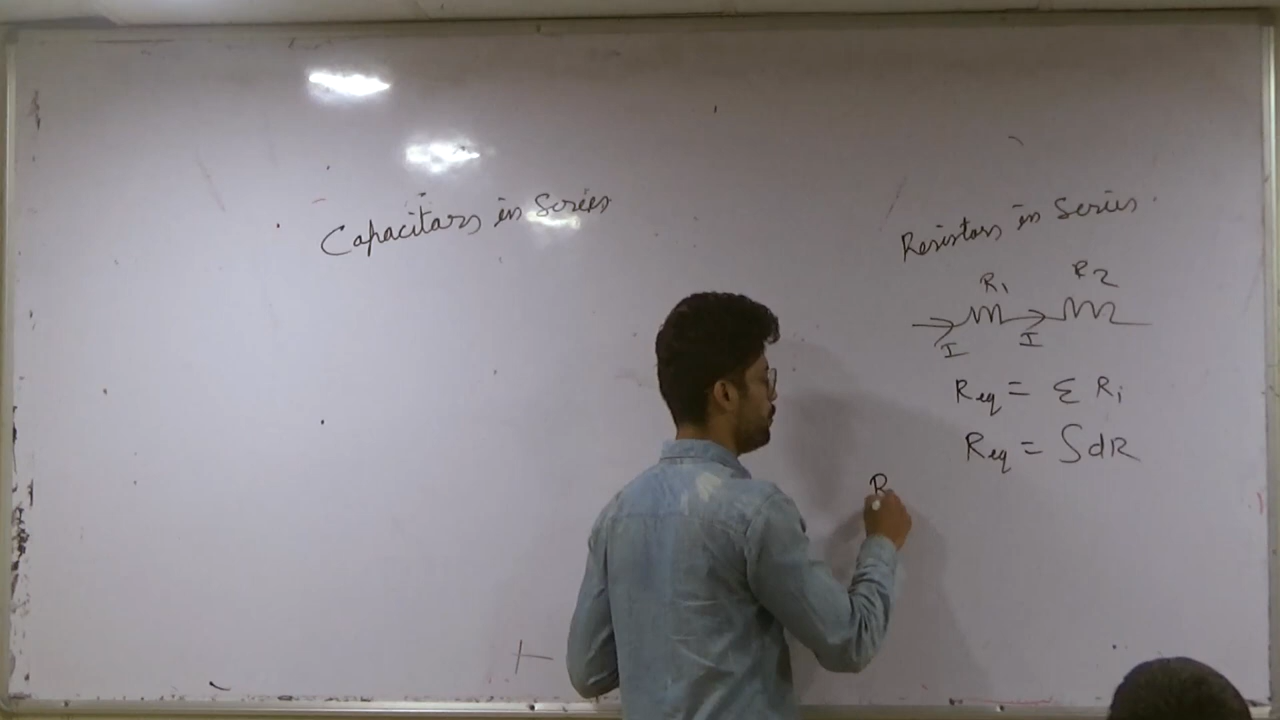 Capacitors in Series
Resistors in Series.
R1 R2
I I
Req = Σ Ri
Req = ∫dR
R